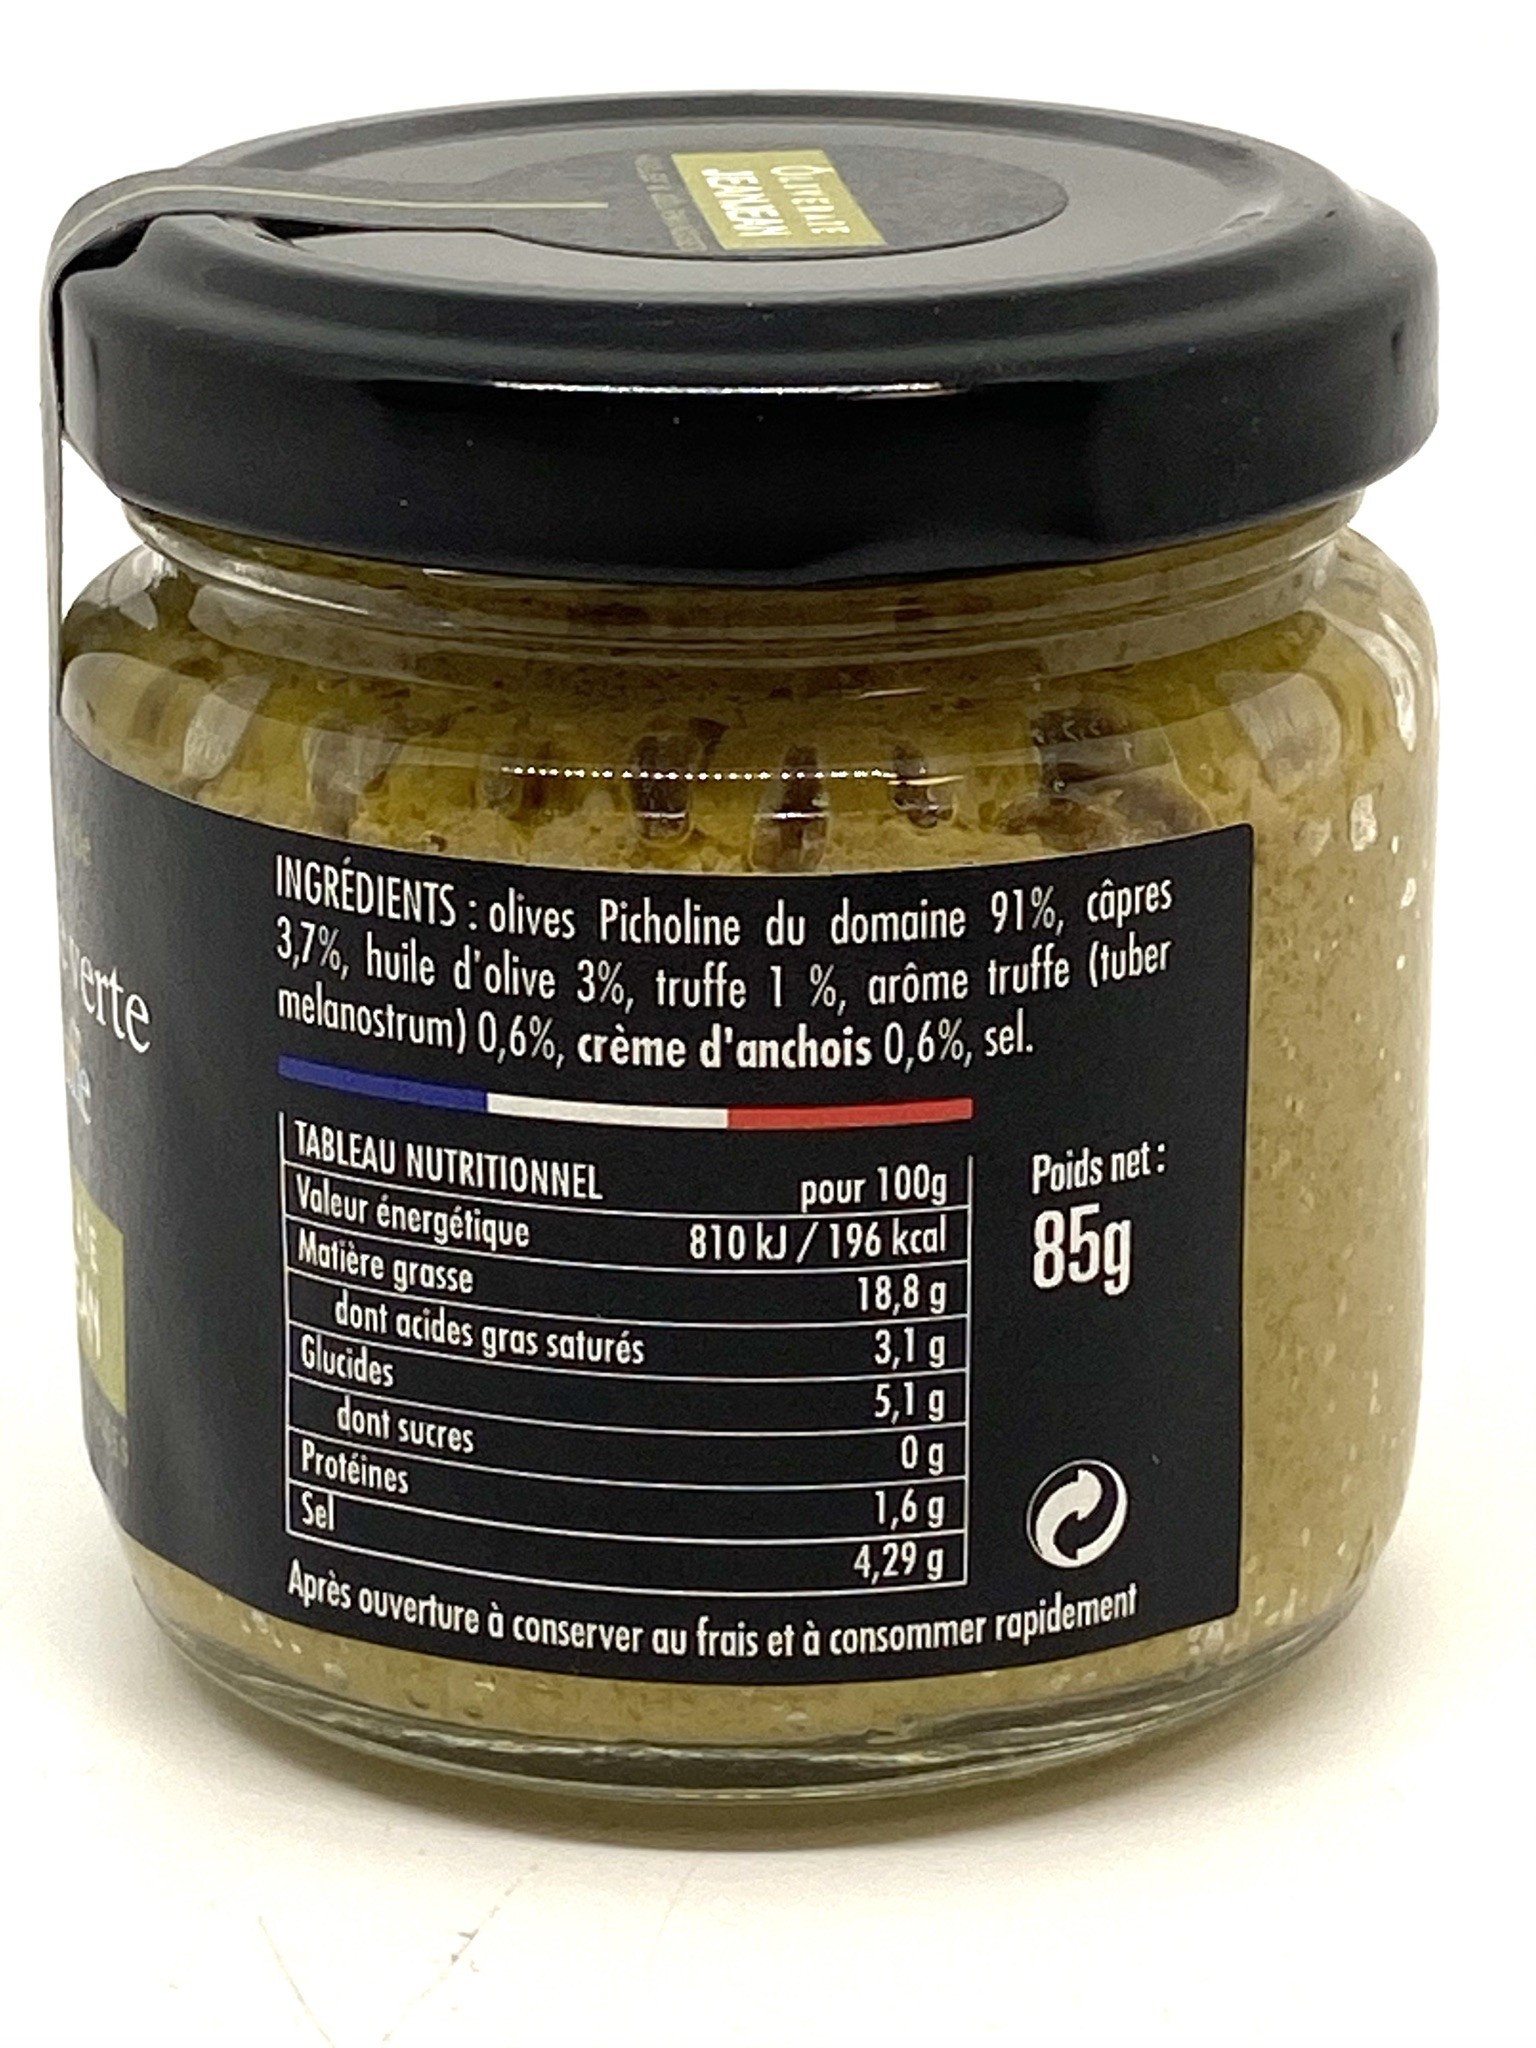 OLIVERAIE
JEANJEAN
verte
INGRÉDIENTS : olives Picholine du domaine 91%, câpres
3,7%, huile d'olive 3%, truffe 1 %, arôme truffe (tuber
melanostrum) 0,6%, crème d'anchois 0,6%, sel.
TABLEAU NUTRITIONNEL pour 100g
Valeur énergétique 810 kJ / 196 kcal
Matière grasse 18,8 g
dont acides gras saturés 3,1 g
Glucides 5,1 g
dont sucres 0 g
Protéines 1,6 g
Sel 4,29 g
Poids net :
85g
Après ouverture à conserver au frais et à consommer rapidement